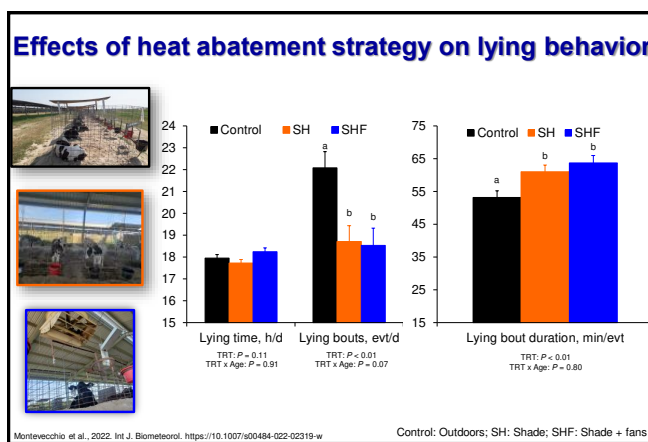 Effects of heat abatement strategy on lying behavior
24
23
22
21
20
19
18
17
16
15
Control SH SHF
a
b
b
Lying time, h/d Lying bouts, evt/d
TRT: P = 0.11 TRT: P < 0.01
TRT x Age: P = 0.91 TRT x Age: P = 0.07
75
65
55
45
35
25
15
Control SH SHF
a
b
b
Lying bout duration, min/evt
TRT: P < 0.01
TRT x Age: P = 0.80
Montevecchio et al., 2022. Int J. Biometeorol. https://10.1007/s00484-022-02319-w
Control: Outdoors; SH: Shade; SHF: Shade + fans